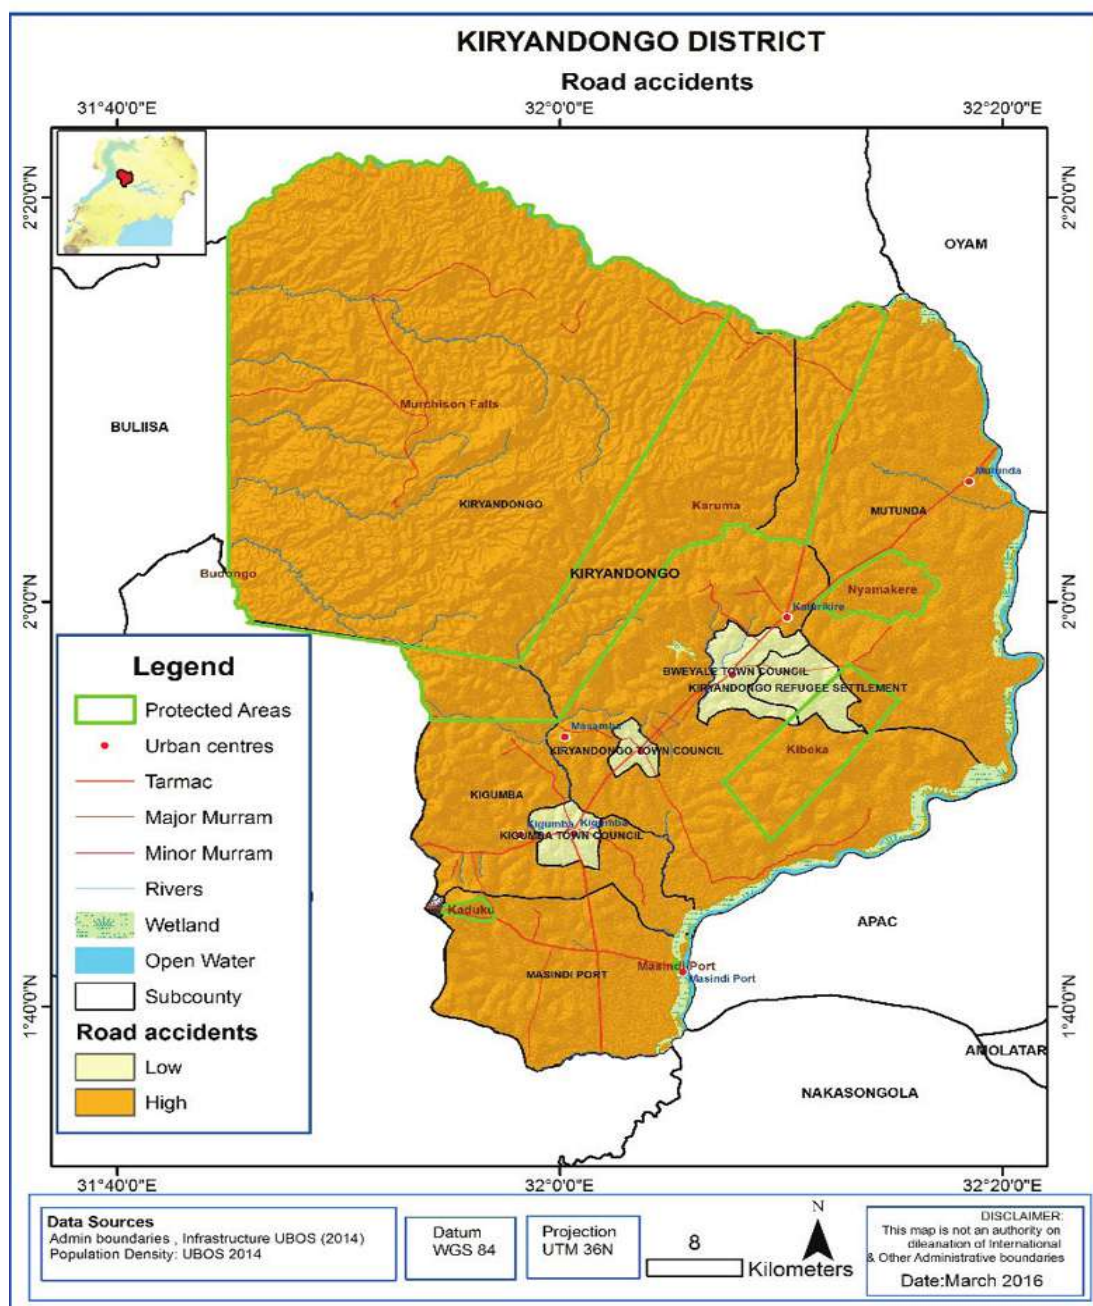 KIRYANDONGO DISTRICT
Road accidents
31°40'0"E
32°0'0"E
32°20'0"E
2°20'0"N
2°20'0"N
OYAM
BULIISA
Murchison Falls
KIRYANDONGO
Karuma
Mutunda
MUTUNDA
Budongo
KIRYANDONGO
Nyamakere
2°0'0"N
2°0'0"N
Katurikire
BWEYALE TOWN COUNCIL
KIRYANDONGO REFUGEE SETTLEMENT
Masamba
KIRYANDONGO TOWN COUNCIL
Kibeka
KIGUMBA
Kigumba
Kigumba
KIGUMBA TOWN COUNCIL
Kaduku
APAC
MASINDI PORT
Masindi Port
Masindi Port
1°40'0"N
1°40'0"N
AMOLATAR
NAKASONGOLA
Legend
Protected Areas
Urban centres
Tarmac
Major Murram
Minor Murram
Rivers
Wetland
Open Water
Subcounty
Road accidents
Low
High
31°40'0"E
32°0'0"E
32°20'0"E
Data Sources
Admin boundaries , Infrastructure UBOS (2014)
Population Density: UBOS 2014
Datum
WGS 84
Projection
UTM 36N
8
Kilometers
N
DISCLAIMER:
This map is not an authority on
dileanation of International
& Other Administrative boundaries
Date:March 2016